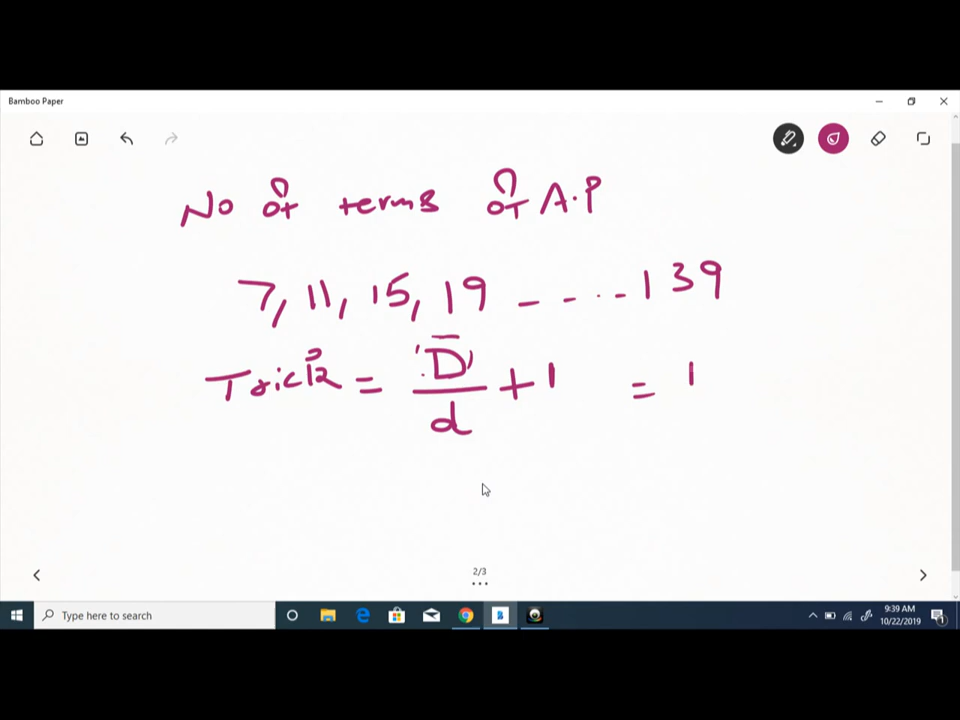 Bamboo Paper
No of terms of A.P
7, 11, 15, 19 - - .. - 139
Trick = 'D' / d + 1 = 1
2/3
...
Type here to search
9:39 AM
10/22/2019
1